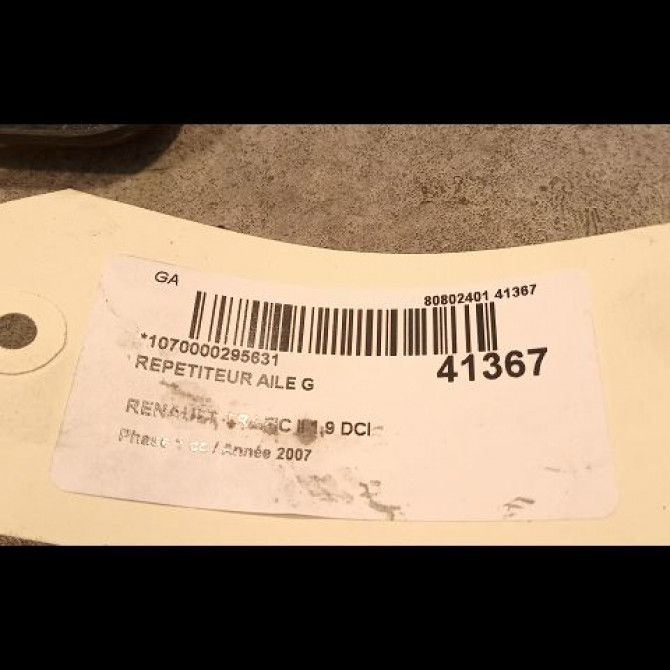 GA
80802401 41367
*1070000295631
41367
REPETITEUR AILE G
RENAULT TRAFIC II 1.9 DCI
Phase 1 / Année 2007